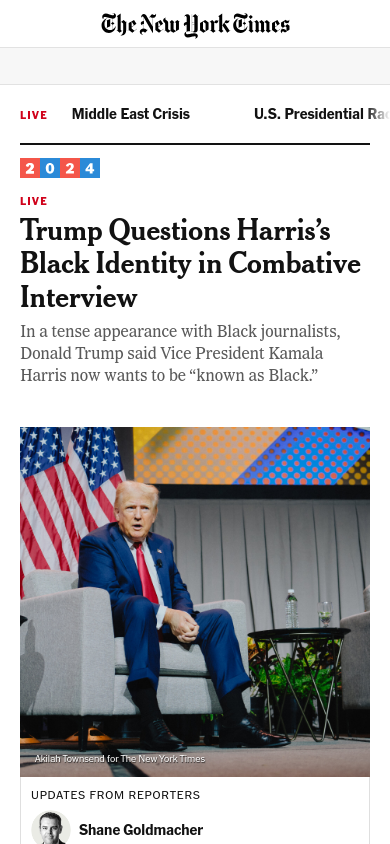 The New York Times
LIVE Middle East Crisis U.S. Presidential Rac
2024
LIVE
Trump Questions Harris’s
Black Identity in Combative
Interview
In a tense appearance with Black journalists,
Donald Trump said Vice President Kamala
Harris now wants to be “known as Black.”
Akilah Townsend for The New York Times
UPDATES FROM REPORTERS
Shane Goldmacher